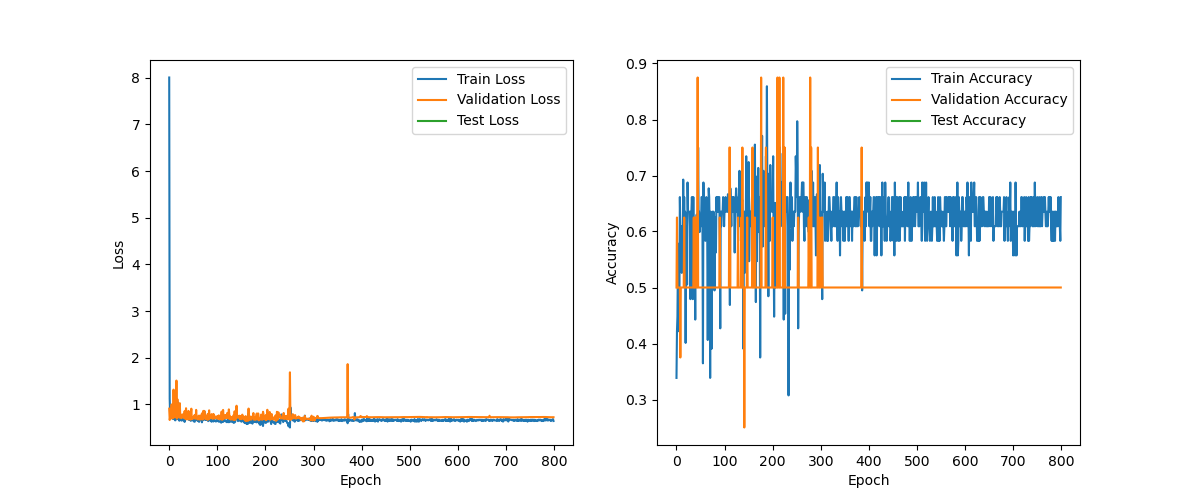 8
7
6
5
4
3
2
1
Loss
0 100 200 300 400 500 600 700 800
Epoch
Train Loss
Validation Loss
Test Loss
0.9
0.8
0.7
0.6
0.5
0.4
0.3
Accuracy
0 100 200 300 400 500 600 700 800
Epoch
Train Accuracy
Validation Accuracy
Test Accuracy